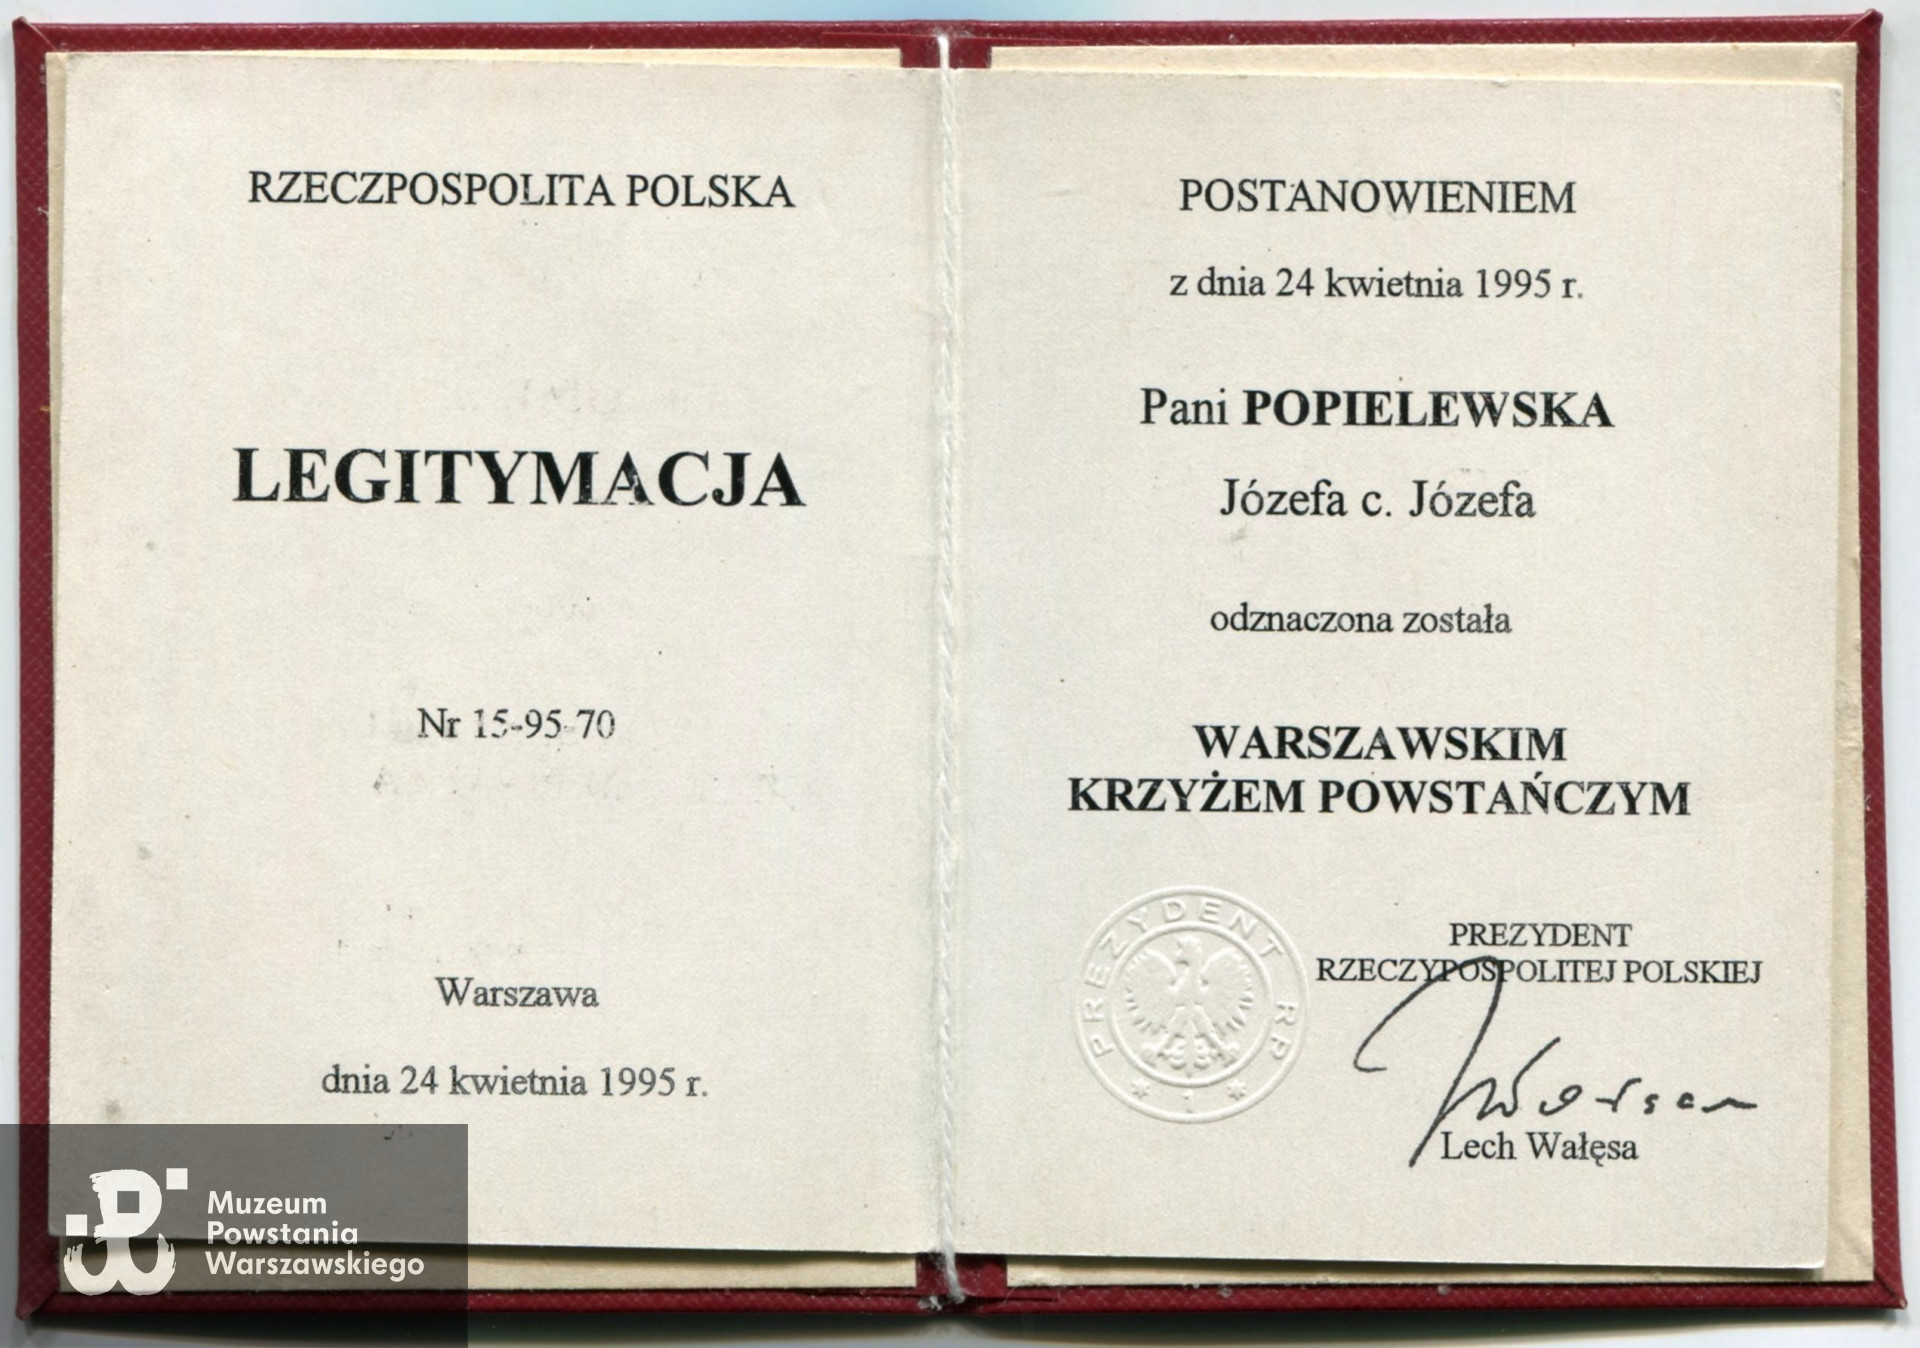 RZECZPOSPOLITA POLSKA
LEGITYMACJA
Nr 15-95-70
Warszawa
dnia 24 kwietnia 1995 r.
POSTANOWIENIEM
z dnia 24 kwietnia 1995 r.
Pani POPIELEWSKA
Józefa c. Józefa
odznaczona została
WARSZAWSKIM
KRZYŻEM POWSTAŃCZYM
PREZYDENT RP
* 1 *
PREZYDENT
RZECZYPOSPOLITEJ POLSKIEJ
Lech Wałęsa
Muzeum
Powstania
Warszawskiego